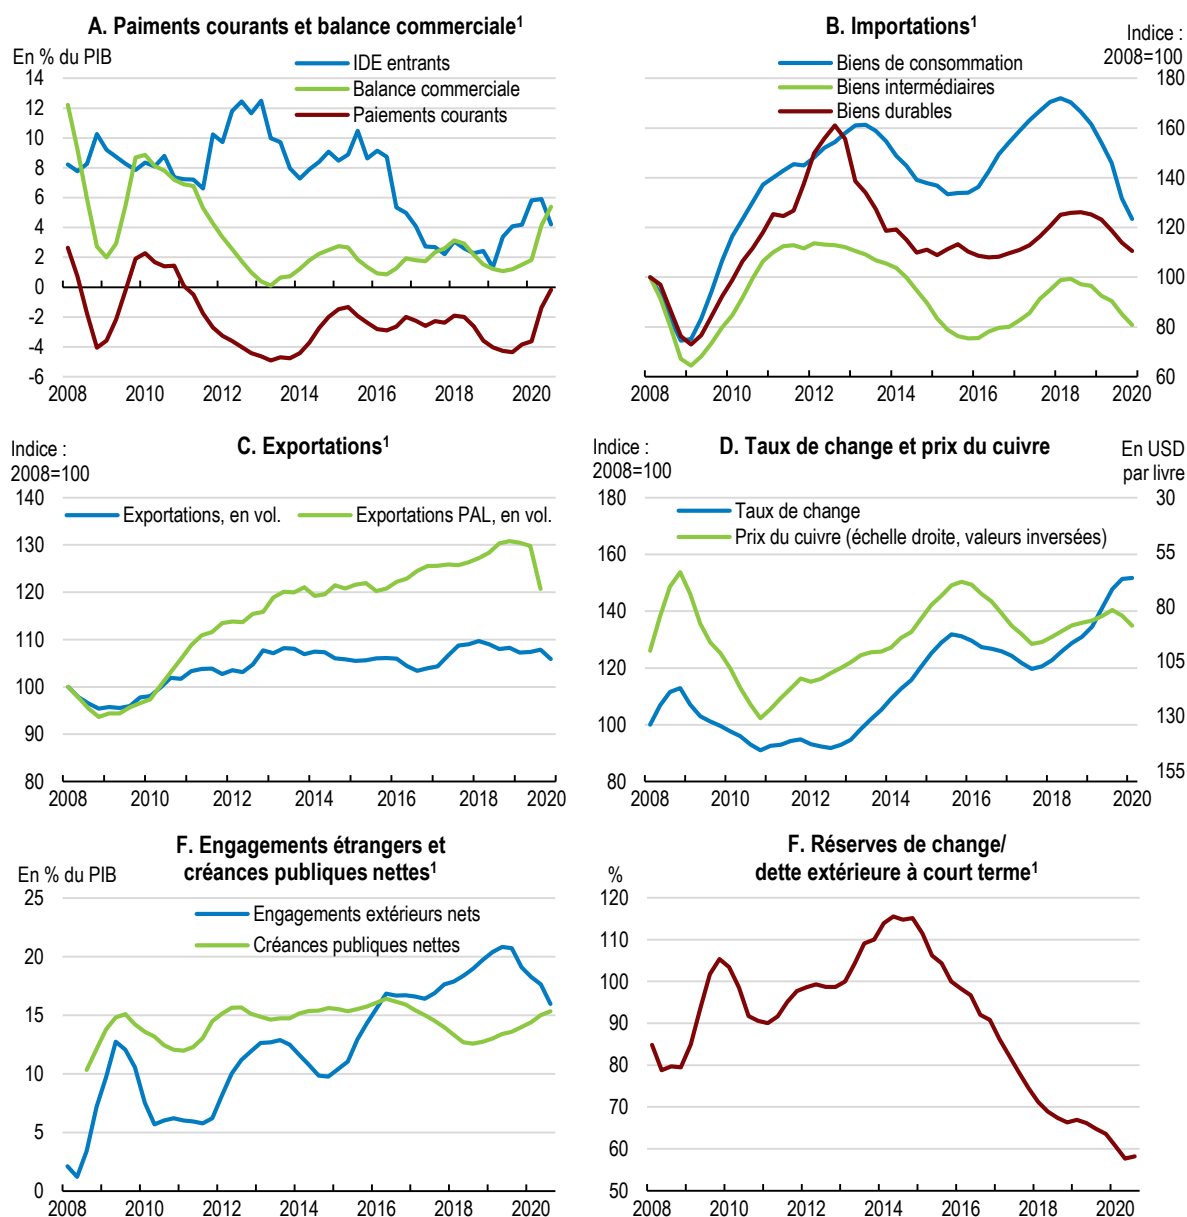 A. Paiments courants et balance commerciale1
En % du PIB
IDE entrants
Balance commerciale
Paiements courants
14
12
10
8
6
4
2
0
-2
-4
-6
2008 2010 2012 2014 2016 2018 2020
B. Importations1
Indice :
2008=100
Biens de consommation
Biens intermédiaires
Biens durables
180
160
140
120
100
80
60
2008 2010 2012 2014 2016 2018 2020
C. Exportations1
Indice :
2008=100
Exportations, en vol.
Exportations PAL, en vol.
140
130
120
110
100
90
80
2008 2010 2012 2014 2016 2018 2020
D. Taux de change et prix du cuivre
Indice :
2008=100
En USD
par livre
Taux de change
Prix du cuivre (échelle droite, valeurs inversées)
180
160
140
120
100
80
30
55
80
105
130
155
2008 2010 2012 2014 2016 2018 2020
F. Engagements étrangers et
créances publiques nettes1
En % du PIB
Engagements extérieurs nets
Créances publiques nettes
25
20
15
10
5
0
2008 2010 2012 2014 2016 2018 2020
F. Réserves de change/
dette extérieure à court terme1
%
120
110
100
90
80
70
60
50
2008 2010 2012 2014 2016 2018 2020